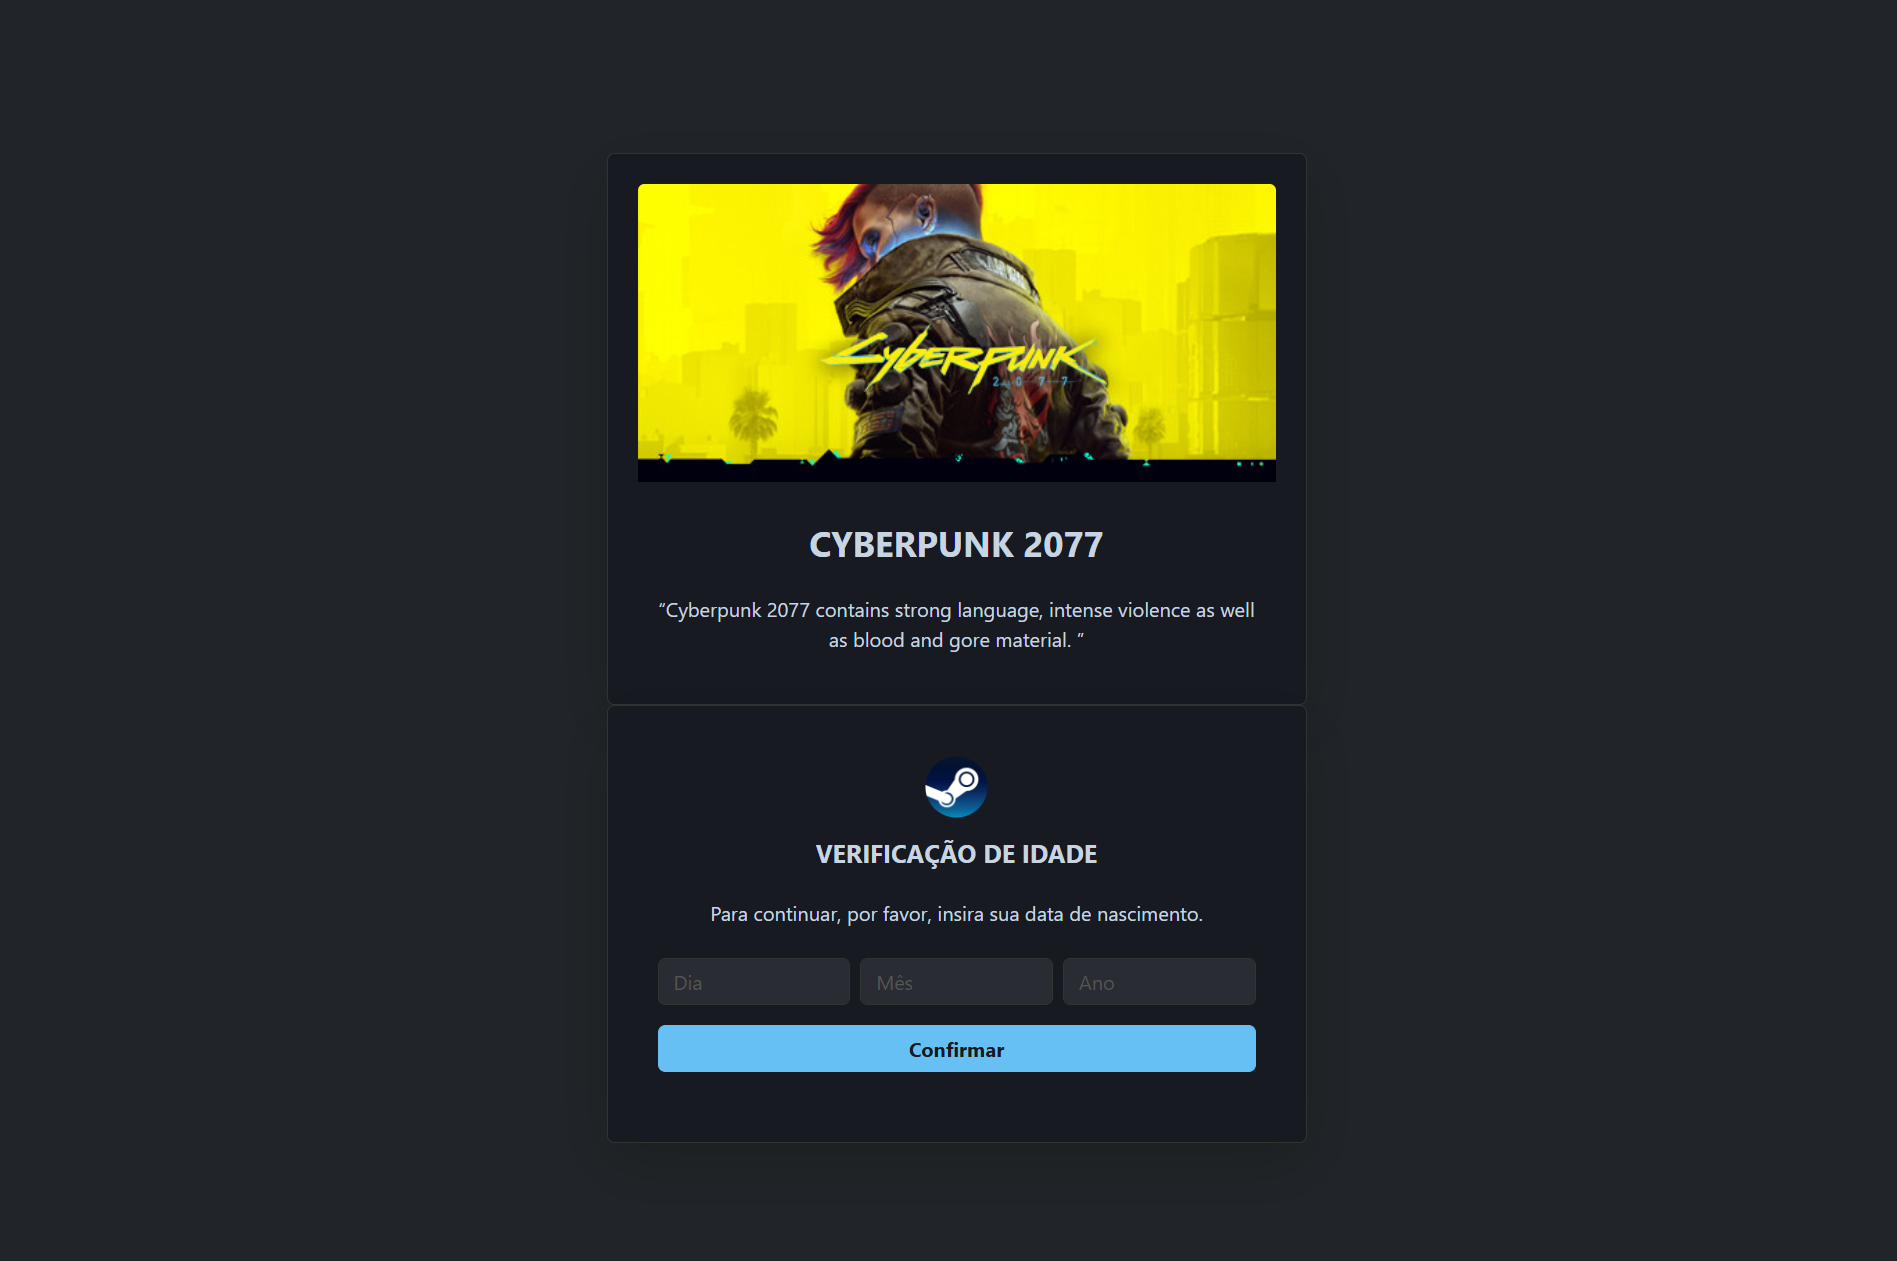 CYBERPUNK
2077
CYBERPUNK 2077
“Cyberpunk 2077 contains strong language, intense violence as well
as blood and gore material. ”
VERIFICAÇÃO DE IDADE
Para continuar, por favor, insira sua data de nascimento.
Dia Mês Ano
Confirmar